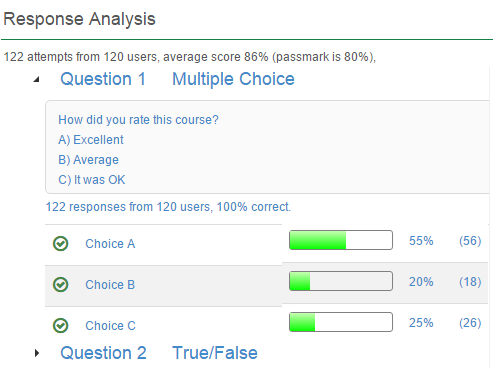 Response Analysis
122 attempts from 120 users, average score 86% (passmark is 80%),
Question 1 Multiple Choice
How did you rate this course?
A) Excellent
B) Average
C) It was OK
122 responses from 120 users, 100% correct.
Choice A 55% (56)
Choice B 20% (18)
Choice C 25% (26)
Question 2 True/False